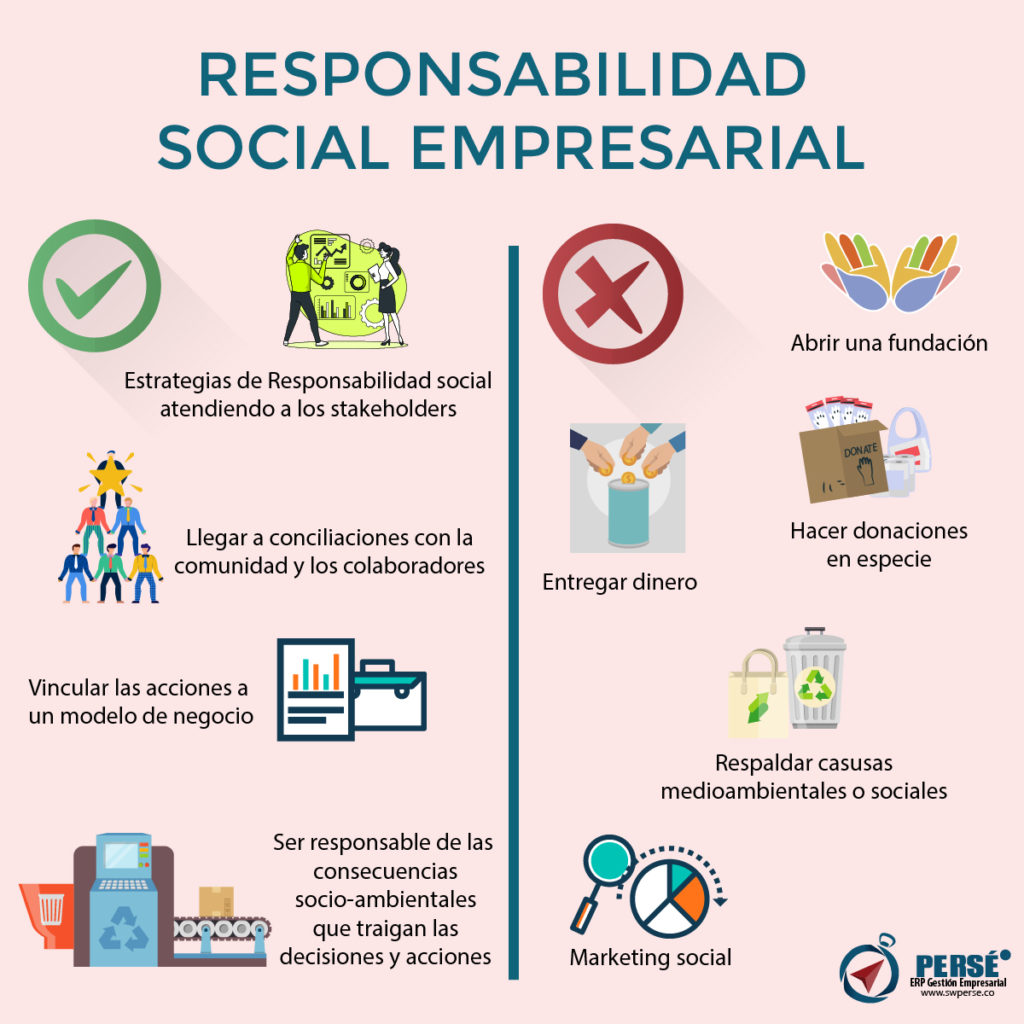 RESPONSABILIDAD
SOCIAL EMPRESARIAL
Estrategias de Responsabilidad social
atendiendo a los stakeholders
Llegar a conciliaciones con la
comunidad y los colaboradores
Vincular las acciones a
un modelo de negocio
Ser responsable de las
consecuencias
socio-ambientales
que traigan las
decisiones y acciones
Abrir una fundación
DONATE
Hacer donaciones
en especie
Entregar dinero
Respaldar casusas
medioambientales o sociales
Marketing social
PERSÉ
ERP Gestión Empresarial
www.swperse.co